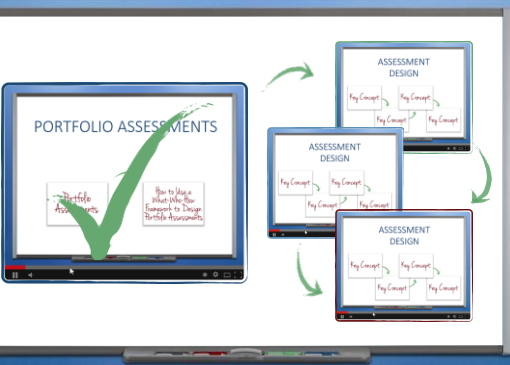 PORTFOLIO ASSESSMENTS
Portfolio
Assessments
How to Use a
What-Who-How
Framework to Design
Portfolio Assessments
ASSESSMENT
DESIGN
Key Concept
Key Concept
Key Concept
Key Concept
ASSESSMENT
DESIGN
Key Concept
Key Concept
Key Concept
Key Concept
ASSESSMENT
DESIGN
Key Concept
Key Concept
Key Concept
Key Concept